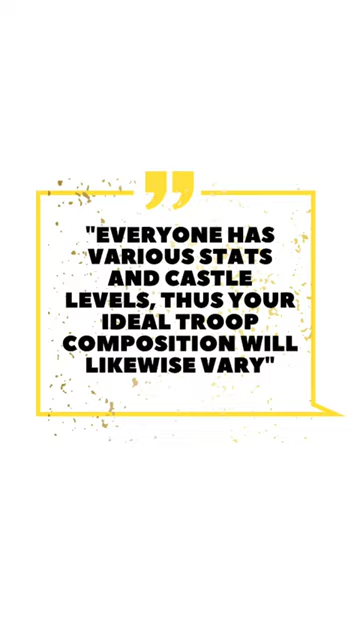 "EVERYONE HAS
VARIOUS STATS
AND CASTLE
LEVELS, THUS YOUR
IDEAL TROOP
COMPOSITION WILL
LIKEWISE VARY"